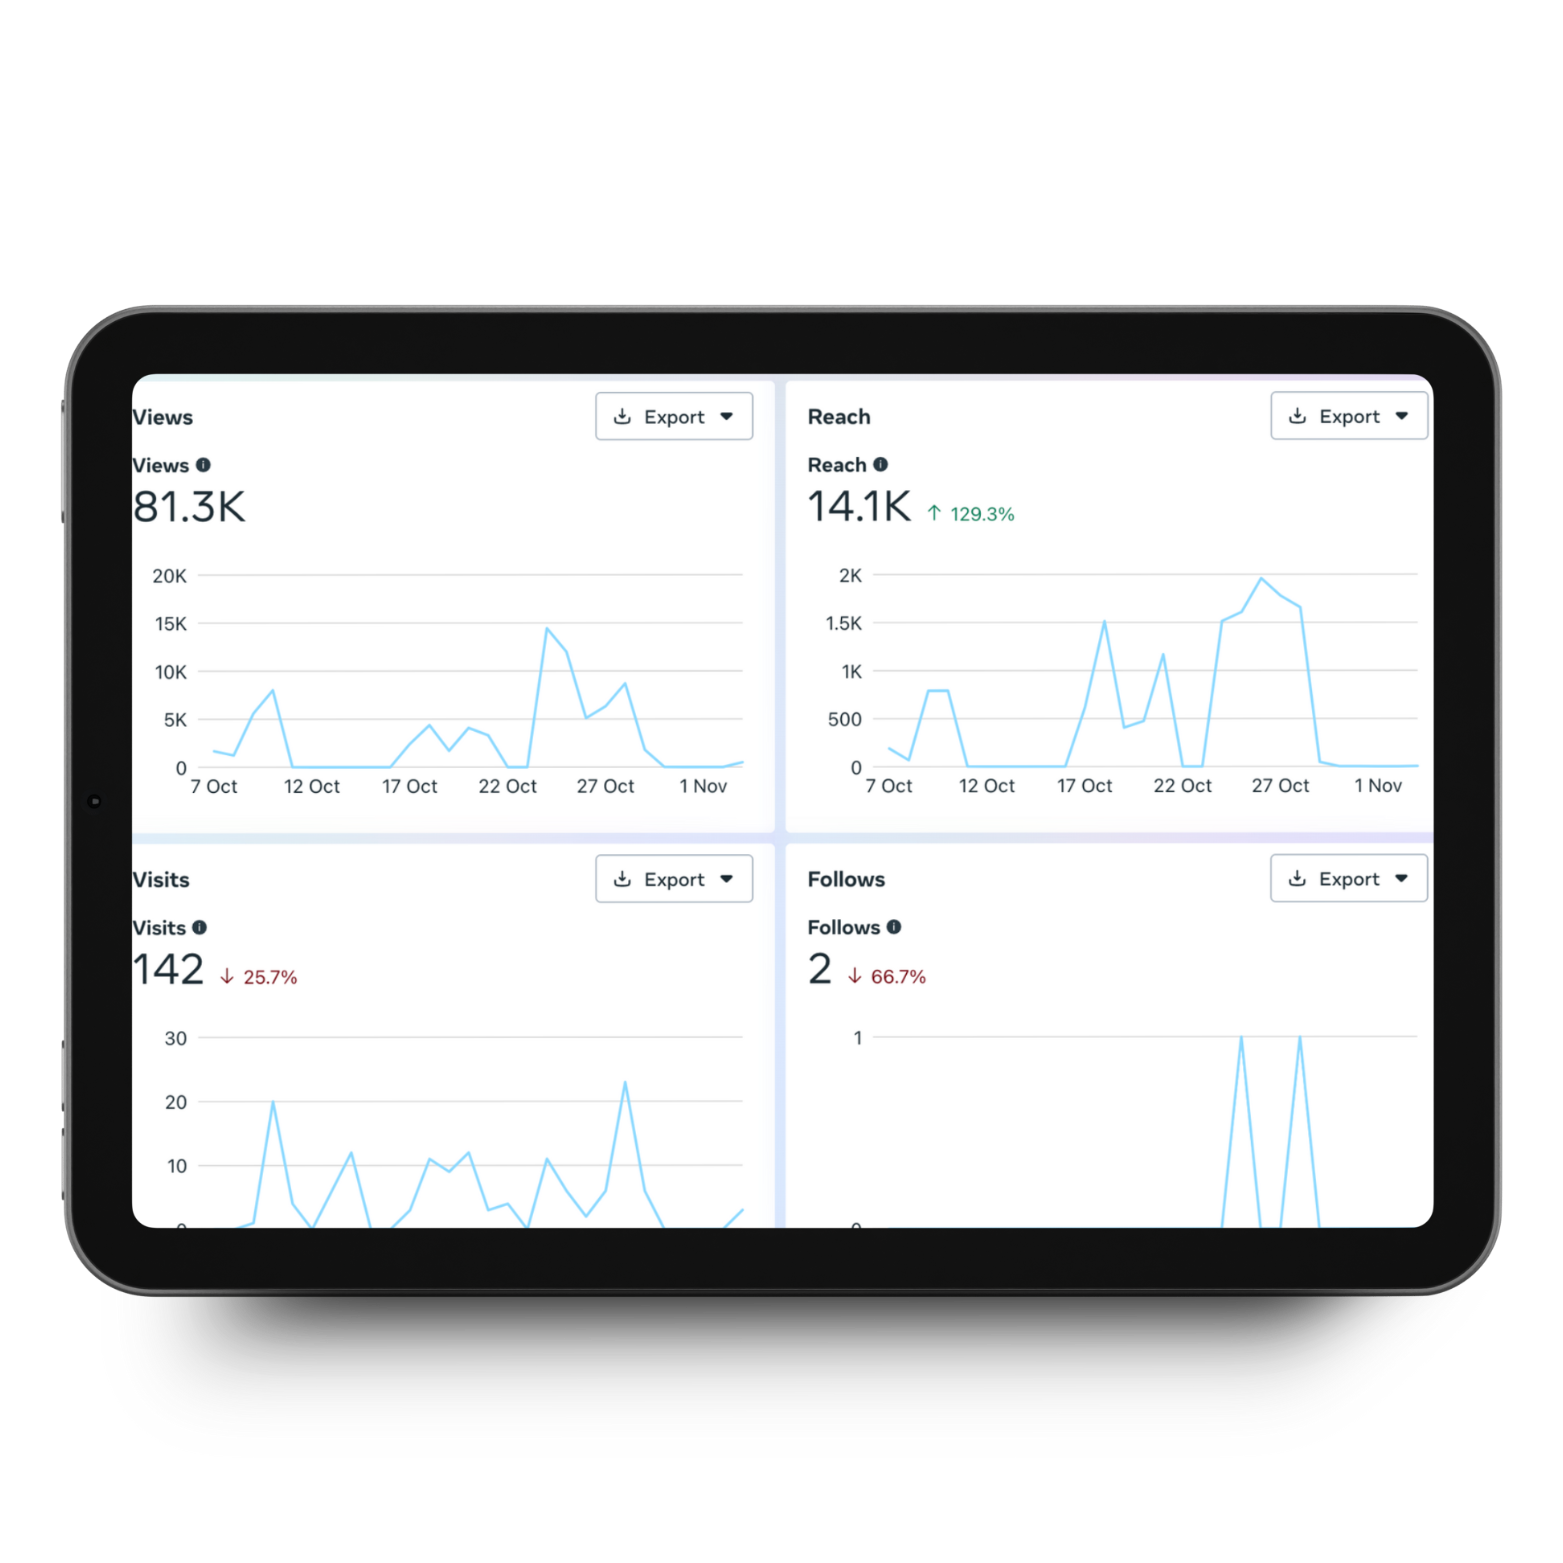 Views
Export
Views
81.3K
20K
15K
10K
5K
0
7 Oct 12 Oct 17 Oct 22 Oct 27 Oct 1 Nov
Reach
Export
Reach
14.1K ↑ 129.3%
2K
1.5K
1K
500
0
7 Oct 12 Oct 17 Oct 22 Oct 27 Oct 1 Nov
Visits
Export
Visits
142 ↓ 25.7%
30
20
10
0
Follows
Export
Follows
2 ↓ 66.7%
1
0